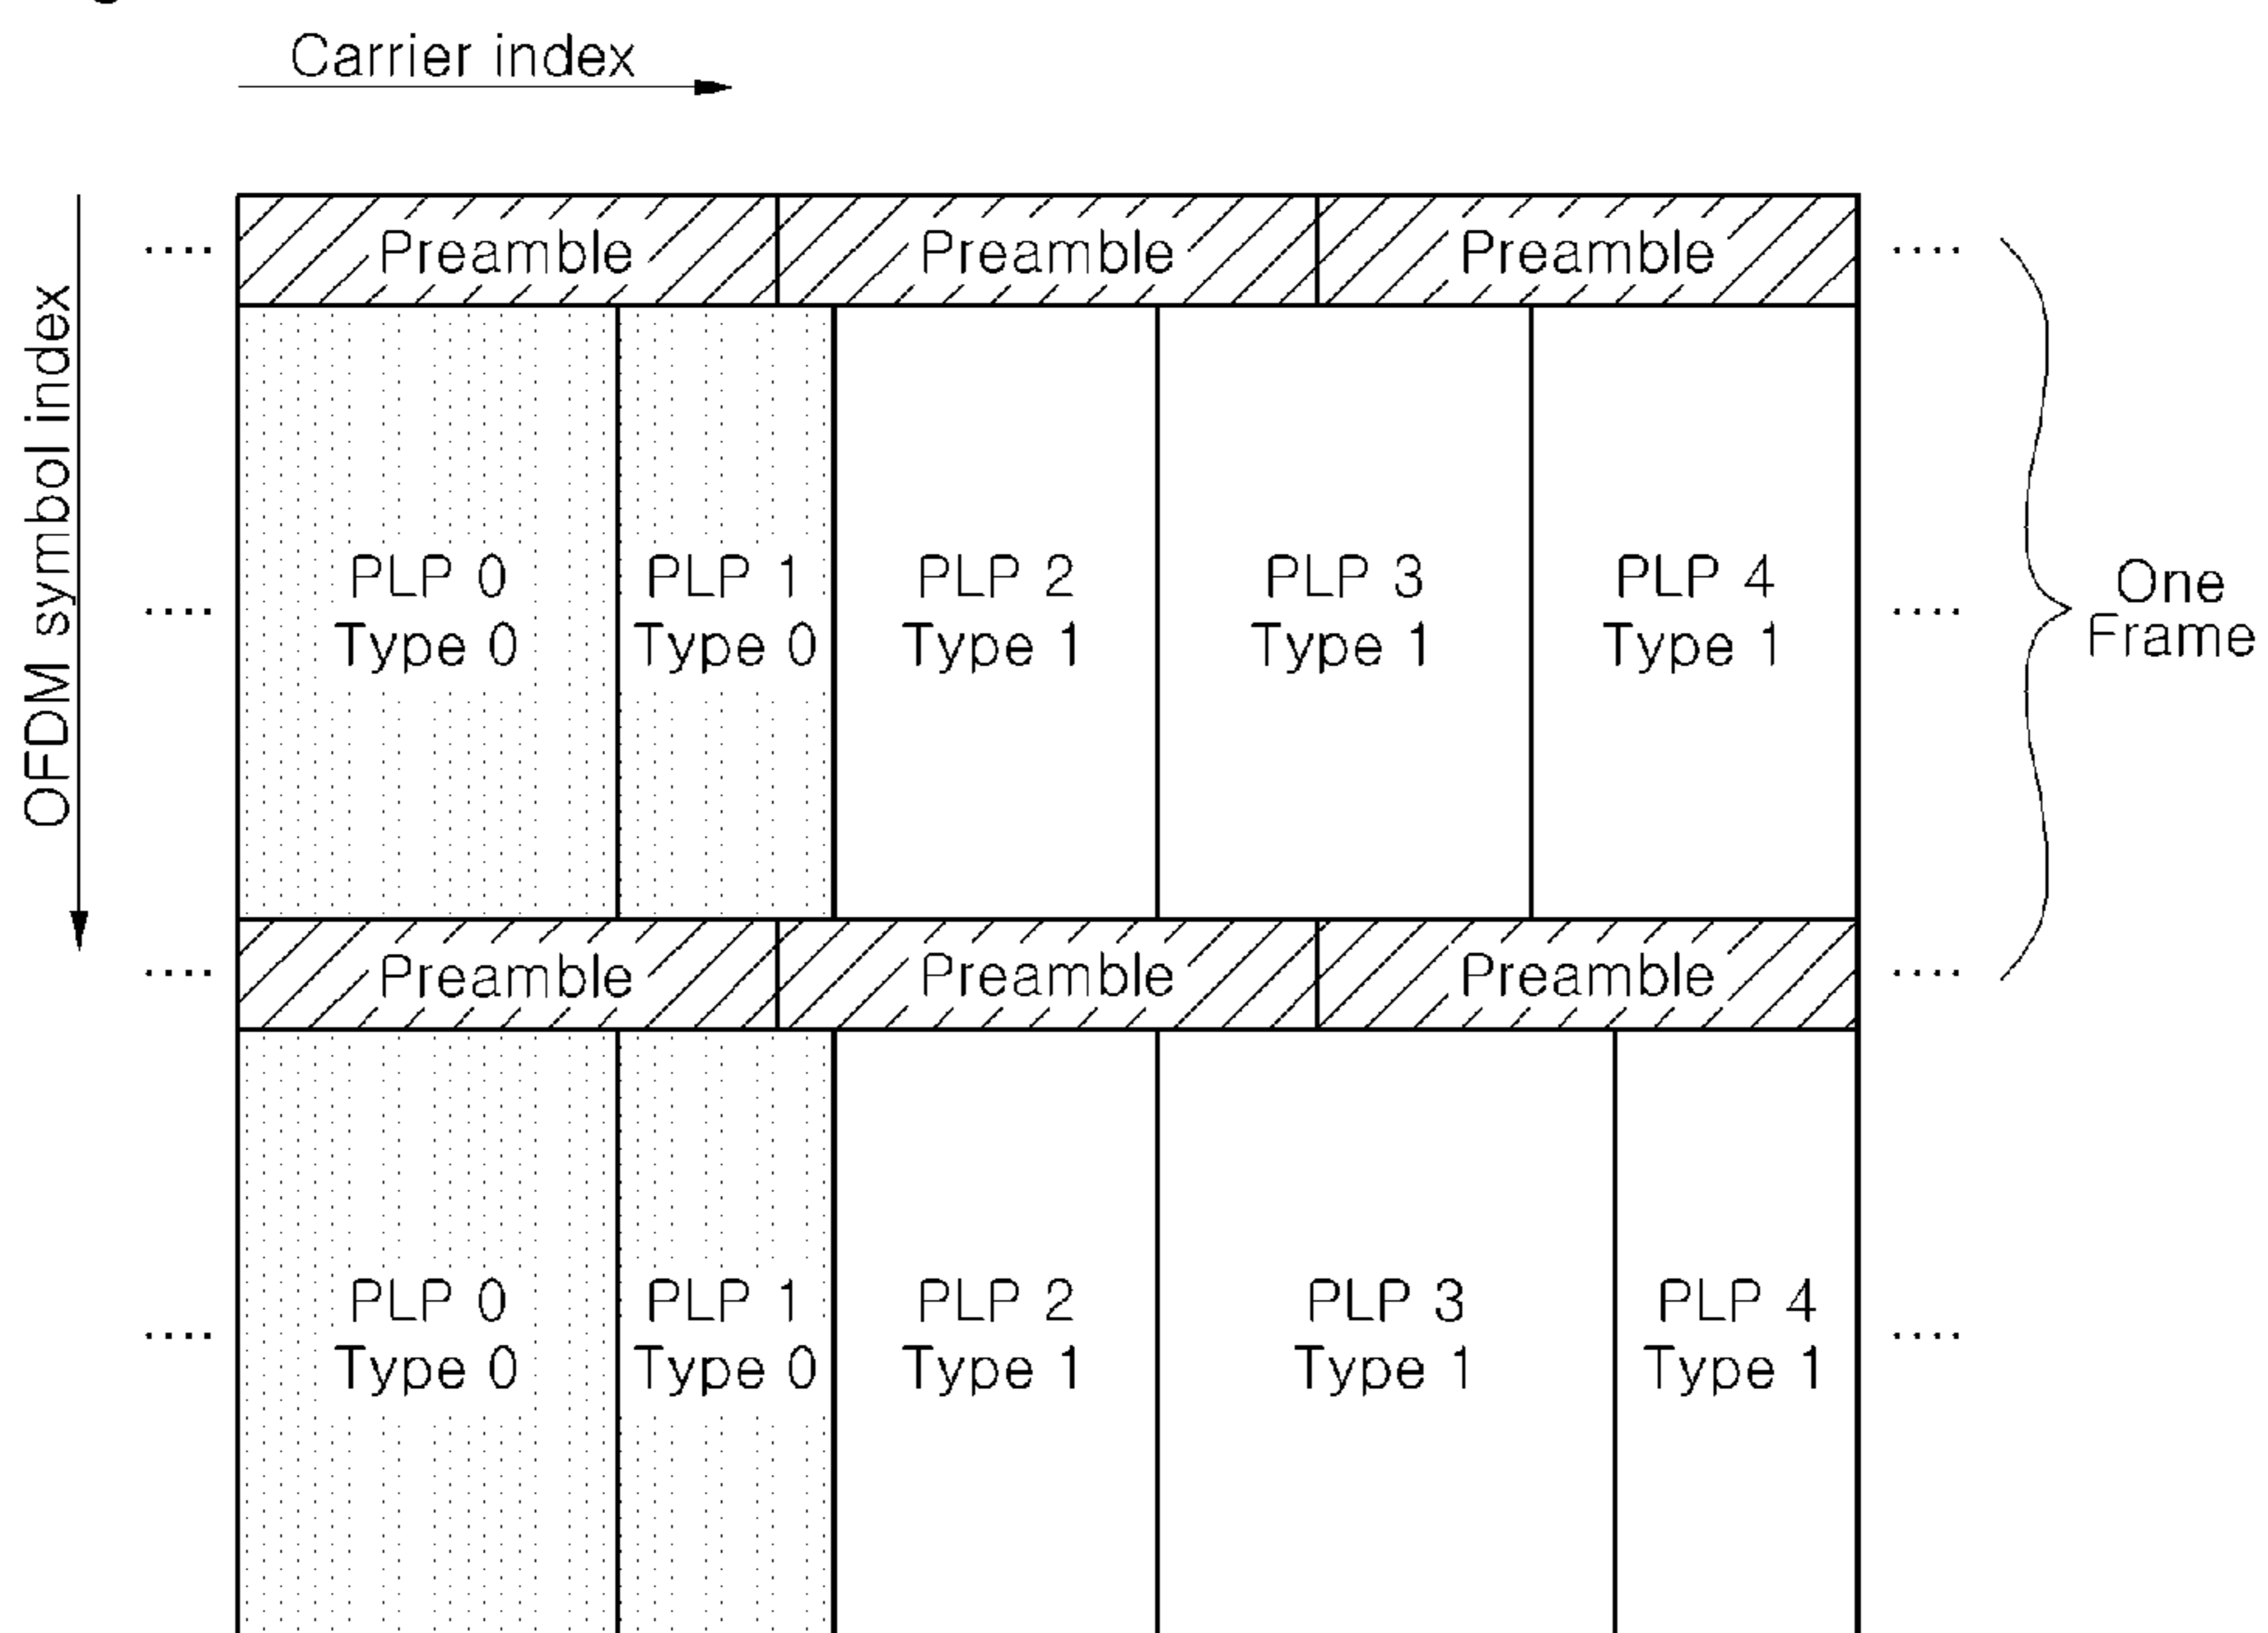 Carrier index
OFDM symbol index
.... Preamble Preamble Preamble ....
.... PLP 0 PLP 1 PLP 2 PLP 3 PLP 4 ....
Type 0 Type 0 Type 1 Type 1 Type 1
One
Frame
.... Preamble Preamble Preamble ....
.... PLP 0 PLP 1 PLP 2 PLP 3 PLP 4 ....
Type 0 Type 0 Type 1 Type 1 Type 1